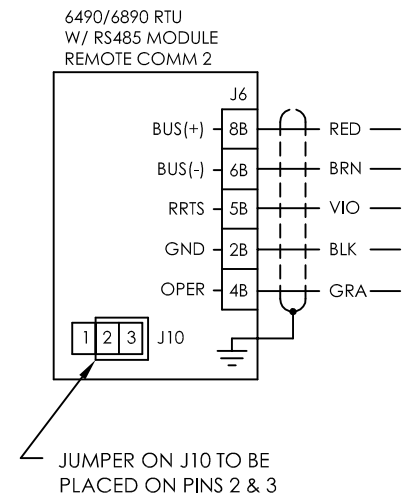 6490/6890 RTU
W/ RS485 MODULE
REMOTE COMM 2
J6
BUS(+) 8B RED
BUS(-) 6B BRN
RRTS 5B VIO
GND 2B BLK
OPER 4B GRA
1 2 3 J10
JUMPER ON J10 TO BE
PLACED ON PINS 2 & 3